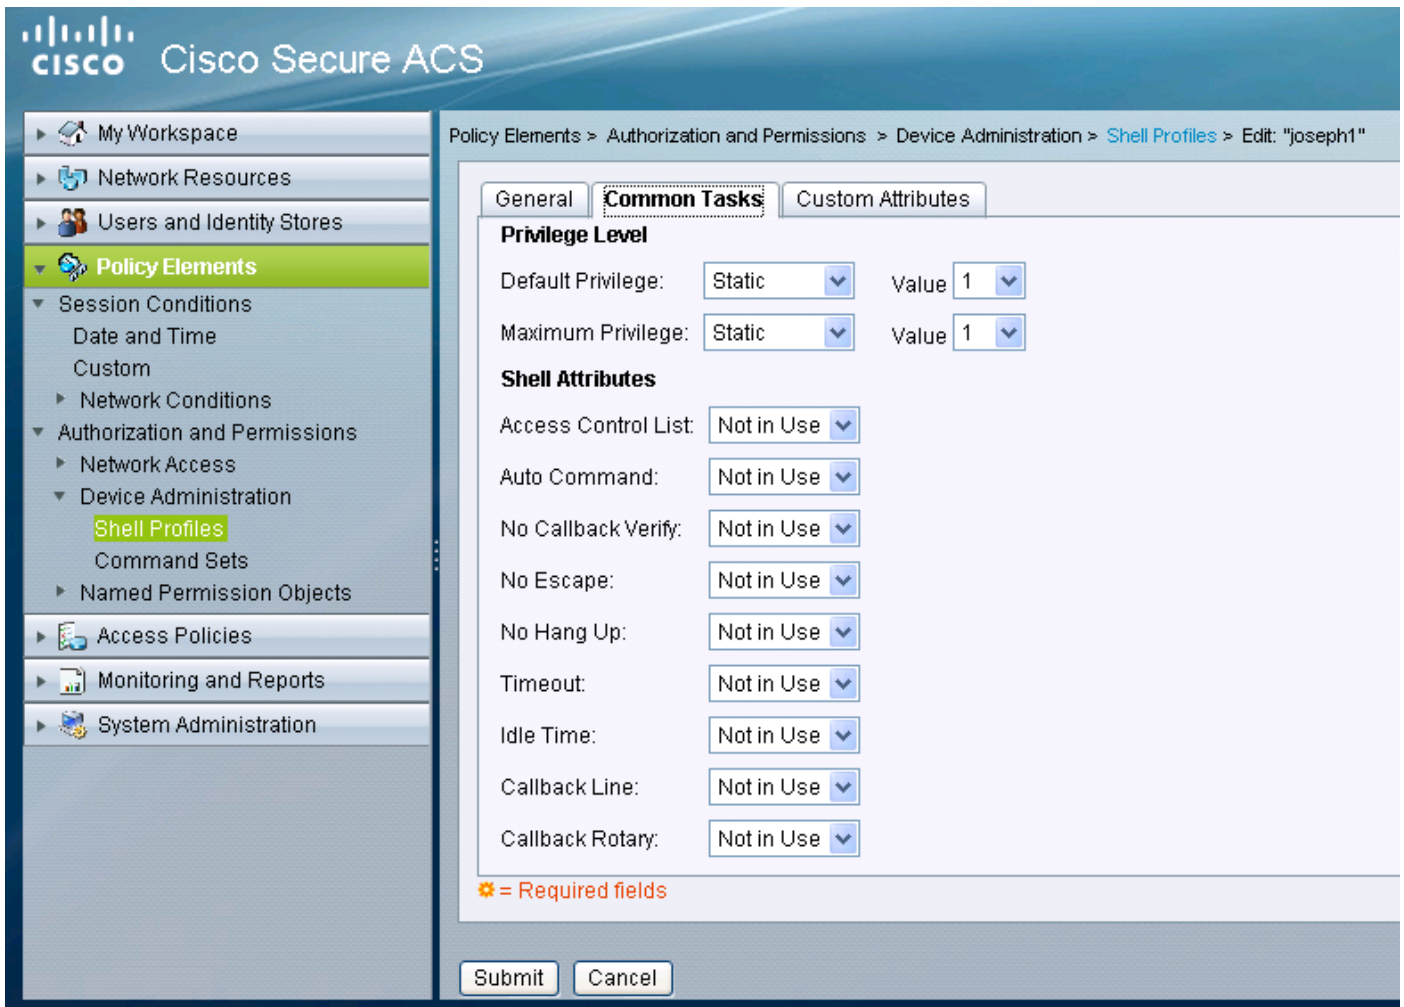 CISCO Cisco Secure ACS
My Workspace
Network Resources
Users and Identity Stores
Policy Elements
Session Conditions
Date and Time
Custom
Network Conditions
Authorization and Permissions
Network Access
Device Administration
Shell Profiles
Command Sets
Named Permission Objects
Access Policies
Monitoring and Reports
System Administration
Policy Elements > Authorization and Permissions > Device Administration > Shell Profiles > Edit: "joseph1"
General Common Tasks Custom Attributes
Privilege Level
Default Privilege: Static Value 1
Maximum Privilege: Static Value 1
Shell Attributes
Access Control List: Not in Use
Auto Command: Not in Use
No Callback Verify: Not in Use
No Escape: Not in Use
No Hang Up: Not in Use
Timeout: Not in Use
Idle Time: Not in Use
Callback Line: Not in Use
Callback Rotary: Not in Use
= Required fields
Submit Cancel